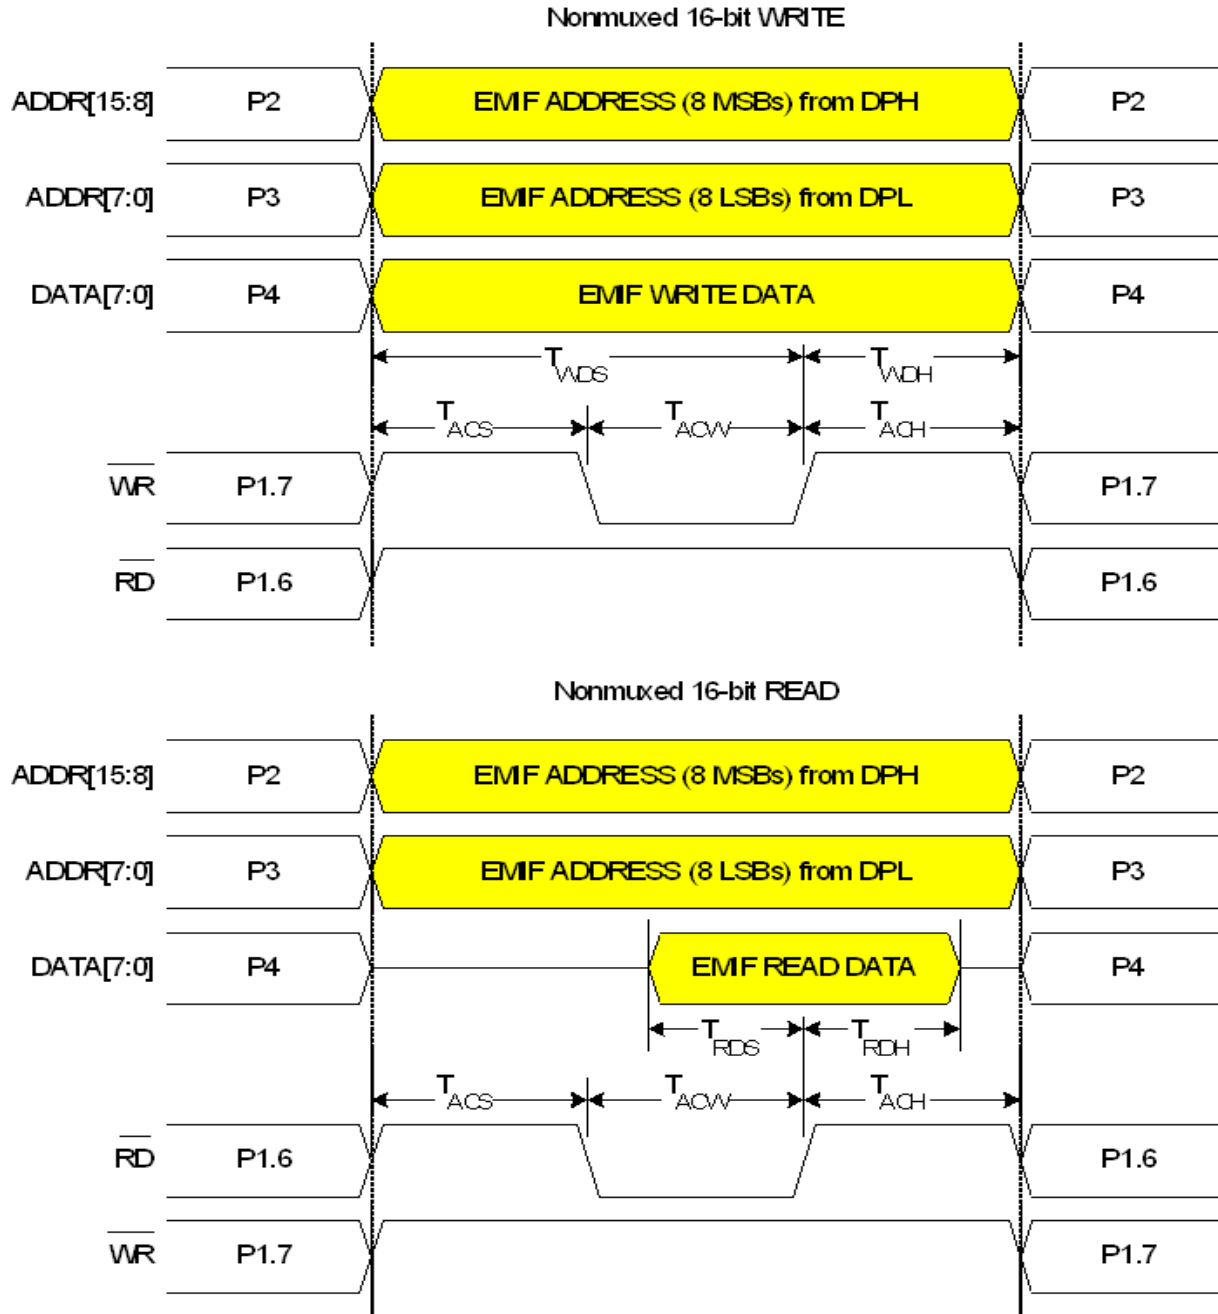 Nonmuxed 16-bit WRITE
ADDR[15:8] P2 EMIF ADDRESS (8 MSBs) from DPH P2
ADDR[7:0] P3 EMIF ADDRESS (8 LSBs) from DPL P3
DATA[7:0] P4 EMIF WRITE DATA P4
TWDS TWDH
TACS TACW TACH
WR P1.7 P1.7
RD P1.6 P1.6
Nonmuxed 16-bit READ
ADDR[15:8] P2 EMIF ADDRESS (8 MSBs) from DPH P2
ADDR[7:0] P3 EMIF ADDRESS (8 LSBs) from DPL P3
DATA[7:0] P4 EMIF READ DATA P4
TRDS TRDH
TACS TACW TACH
RD P1.6 P1.6
WR P1.7 P1.7